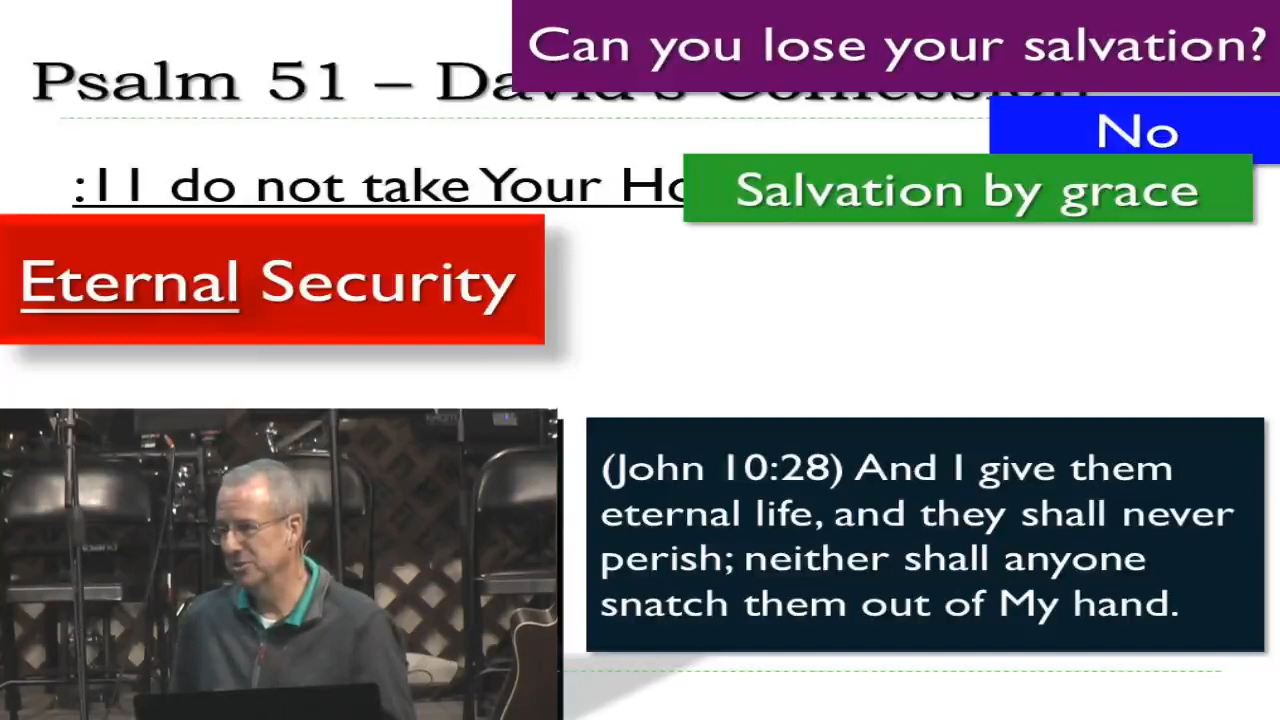 Can you lose your salvation?
Psalm 51 –
No
:11 do not take Your
Salvation by grace
Eternal Security
(John 10:28) And I give them
eternal life, and they shall never
perish; neither shall anyone
snatch them out of My hand.